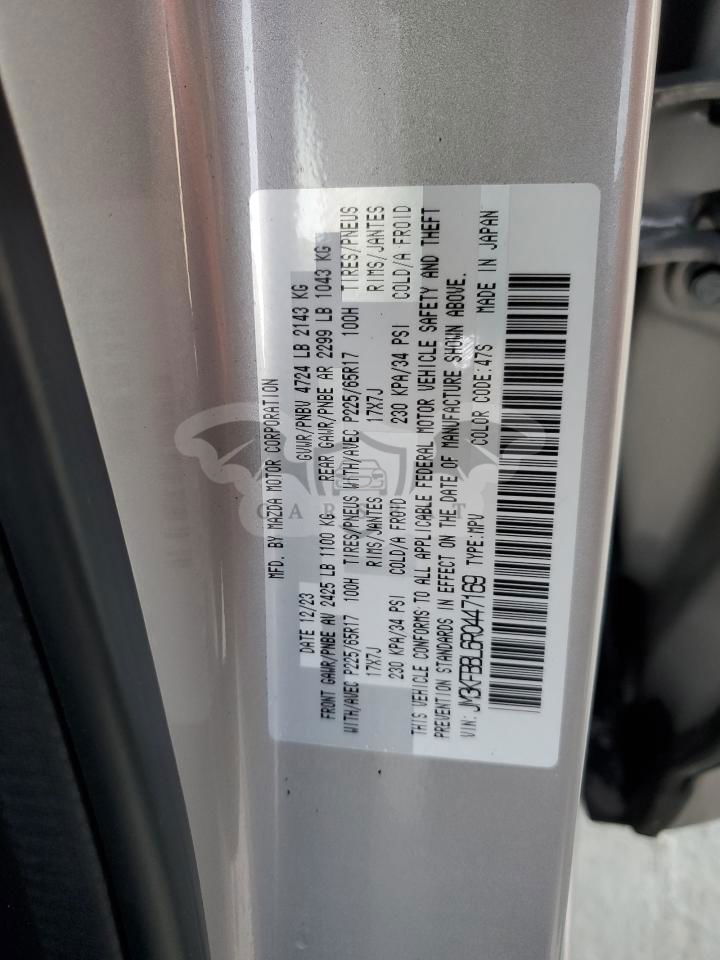 MFD. BY MAZDA MOTOR CORPORATION
DATE 12/23 GVWR/PNBV 4724 LB 2143 KG
FRONT GAWR/PNBE AV 2425 LB 1100 KG REAR GAWR/PNBE AR 2299 LB 1043 KG
WITH/AVEC P225/65R17 100H TIRES/PNEUS WITH/AVEC P225/65R17 100H TIRES/PNEUS
17X7J RIMS/JANTES 17X7J RIMS/JANTES
230 KPA/34 PSI COLD/A FROID 230 KPA/34 PSI COLD/A FROID
THIS VEHICLE CONFORMS TO ALL APPLICABLE FEDERAL MOTOR VEHICLE SAFETY AND THEFT
PREVENTION STANDARDS IN EFFECT ON THE DATE OF MANUFACTURE SHOWN ABOVE.
VIN: JM3KFBBL6R0447169 TYPE:MPV COLOR CODE:47S MADE IN JAPAN